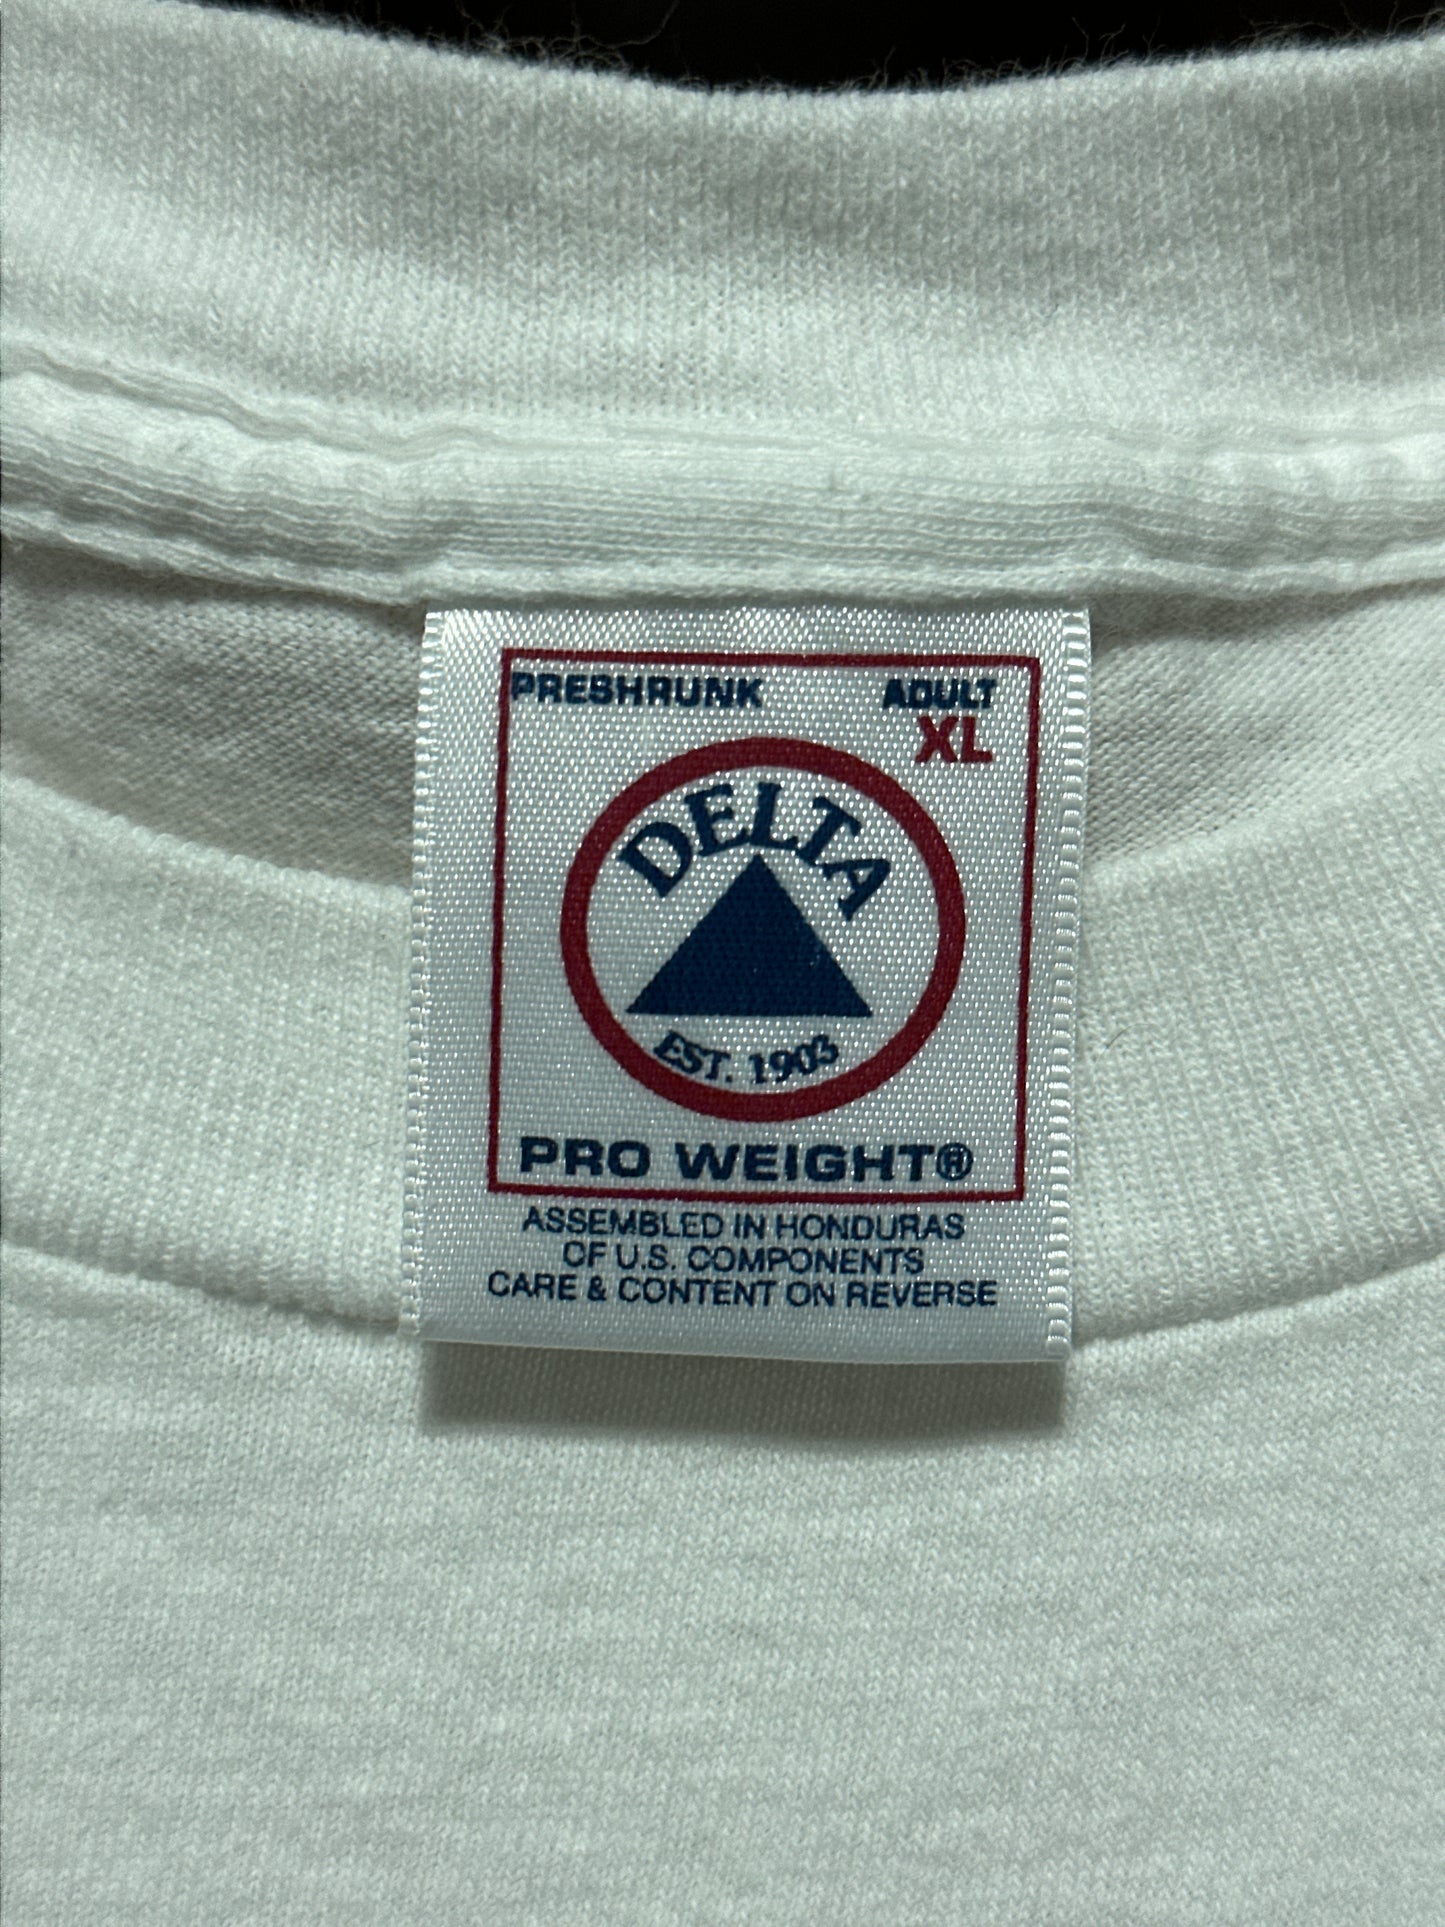 PRESHRUNK ADULT
XL
DELTA
EST. 1903
PRO WEIGHT®
ASSEMBLED IN HONDURAS
OF U.S. COMPONENTS
CARE & CONTENT ON REVERSE